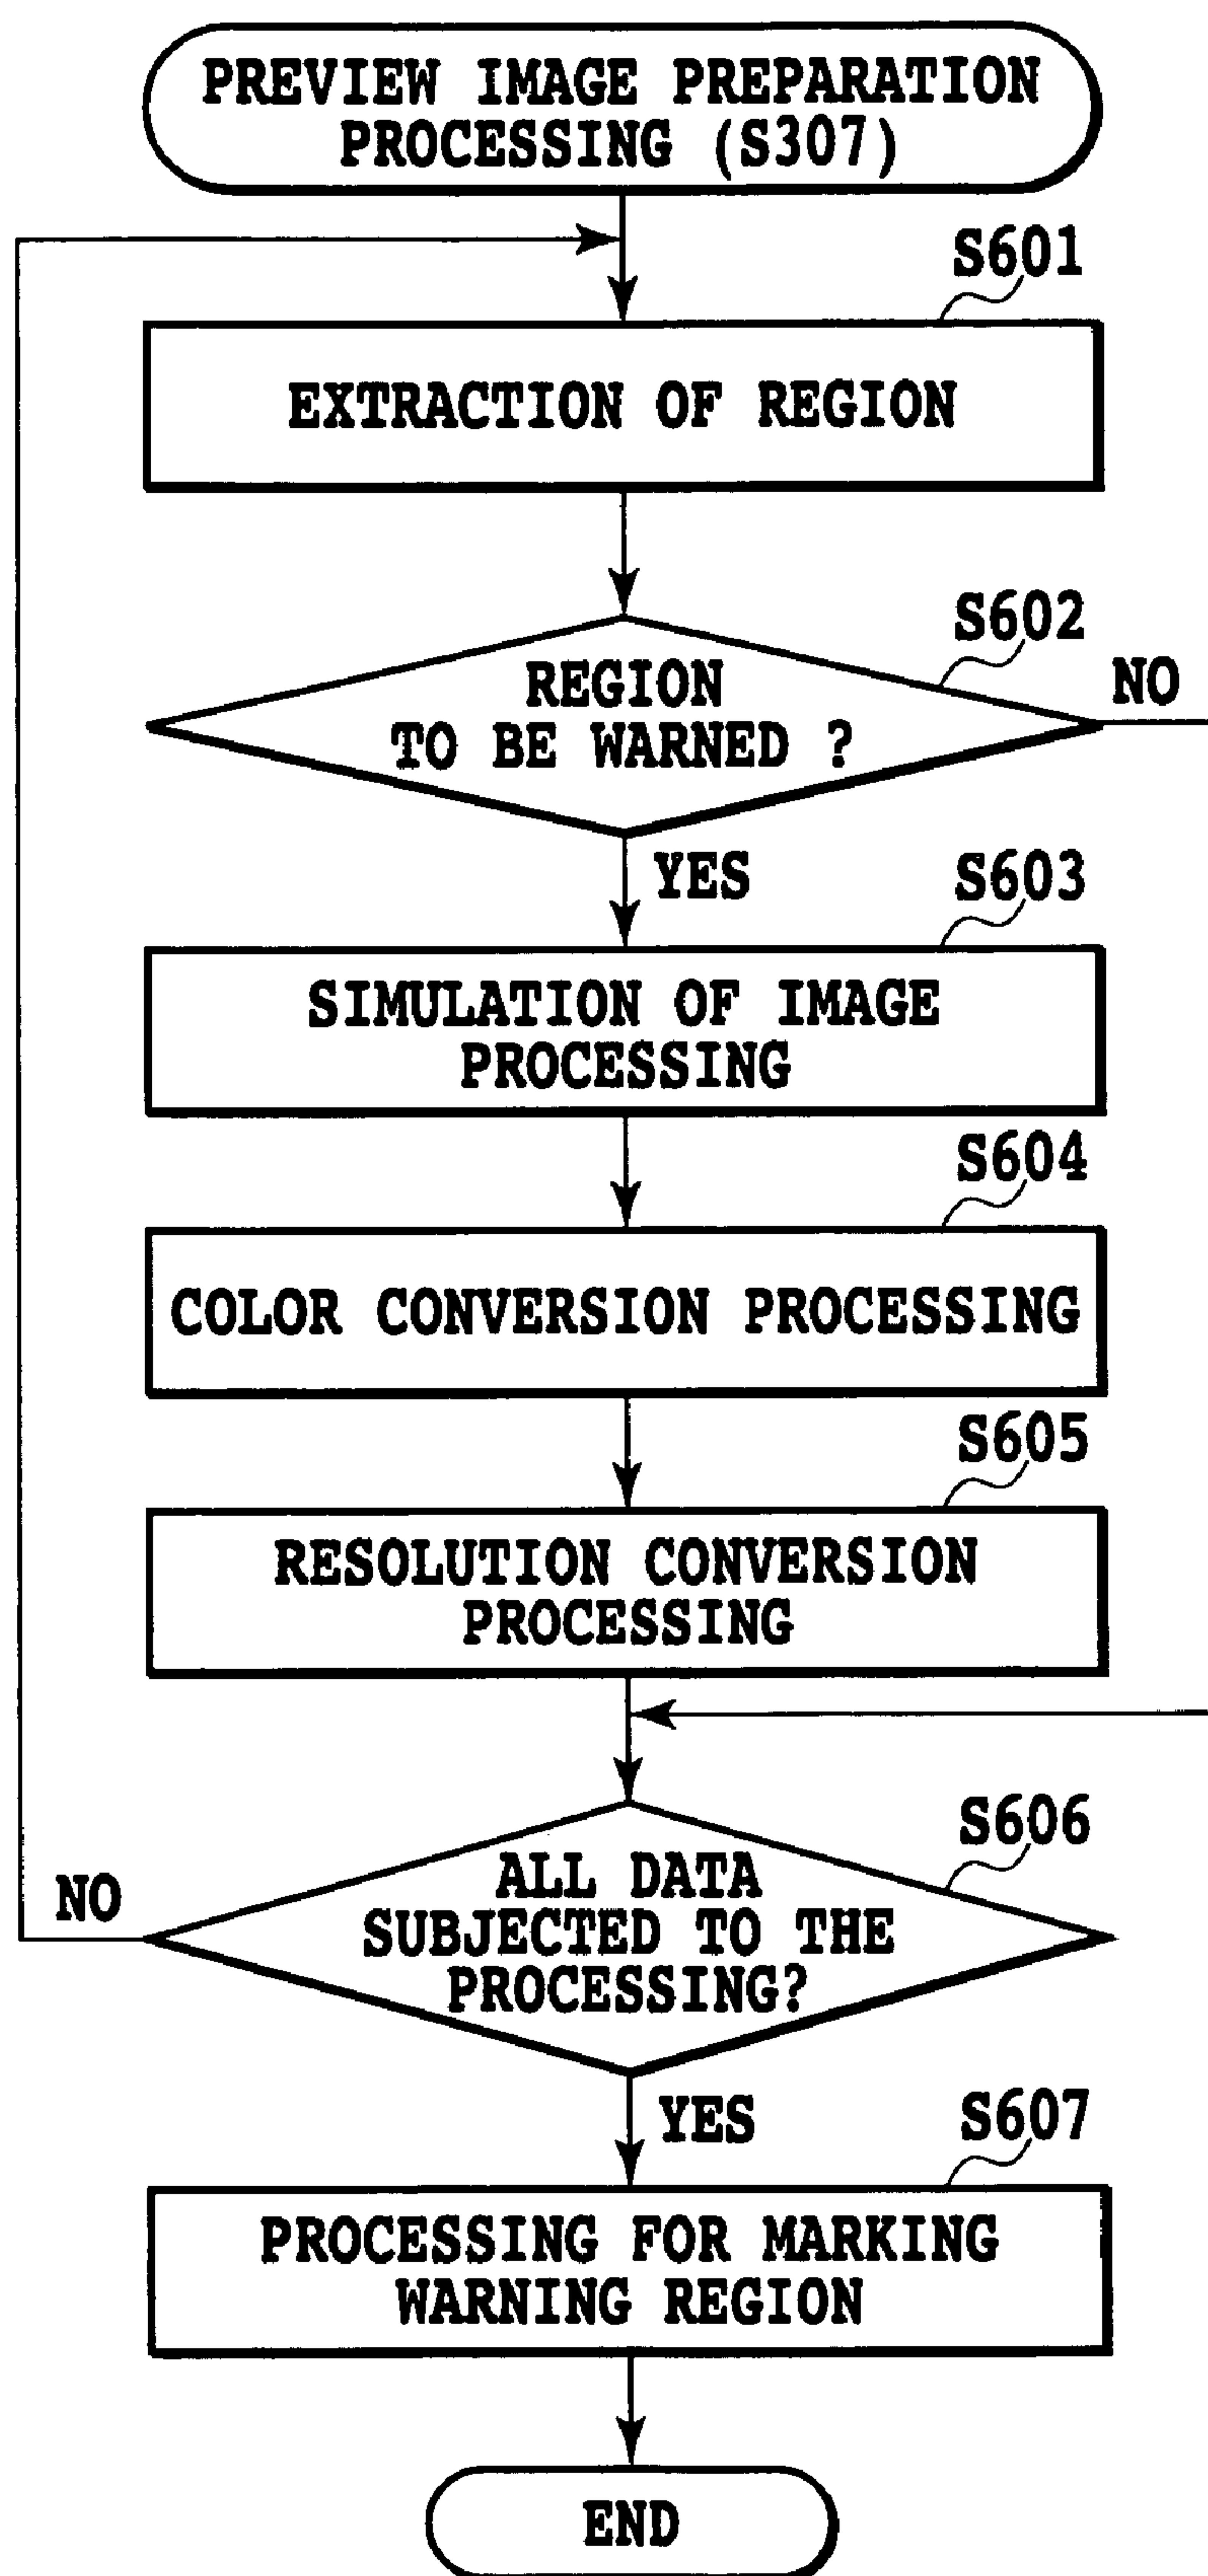 PREVIEW IMAGE PREPARATION
PROCESSING (S307)
S601
EXTRACTION OF REGION
S602
REGION
TO BE WARNED ?
NO
YES
S603
SIMULATION OF IMAGE
PROCESSING
S604
COLOR CONVERSION PROCESSING
S605
RESOLUTION CONVERSION
PROCESSING
S606
ALL DATA
SUBJECTED TO THE
PROCESSING?
NO
YES
S607
PROCESSING FOR MARKING
WARNING REGION
END